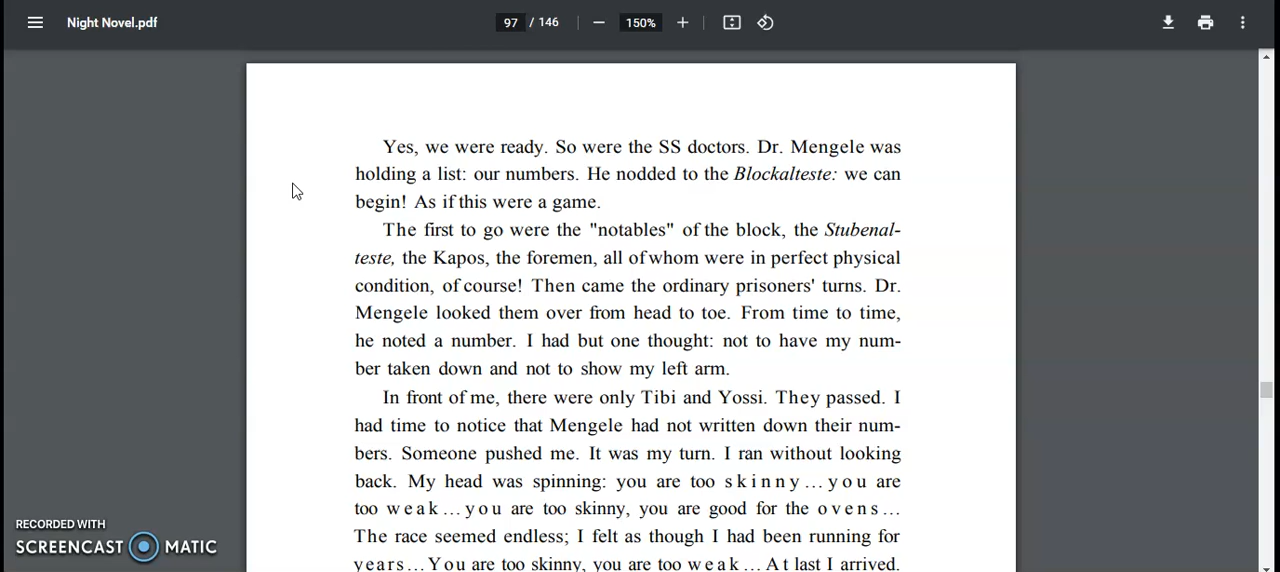 Night Novel.pdf
97 / 146
150%
Yes, we were ready. So were the SS doctors. Dr. Mengele was
holding a list: our numbers. He nodded to the Blockalteste: we can
begin! As if this were a game.
The first to go were the "notables" of the block, the Stubenal-
teste, the Kapos, the foremen, all of whom were in perfect physical
condition, of course! Then came the ordinary prisoners' turns. Dr.
Mengele looked them over from head to toe. From time to time,
he noted a number. I had but one thought: not to have my num-
ber taken down and not to show my left arm.
In front of me, there were only Tibi and Yossi. They passed. I
had time to notice that Mengele had not written down their num-
bers. Someone pushed me. It was my turn. I ran without looking
back. My head was spinning: you are too skinny... you are
too weak... you are too skinny, you are good for the ovens...
The race seemed endless; I felt as though I had been running for
years... You are too skinny, you are too weak... At last I arrived.
RECORDED WITH
SCREENCAST MATIC